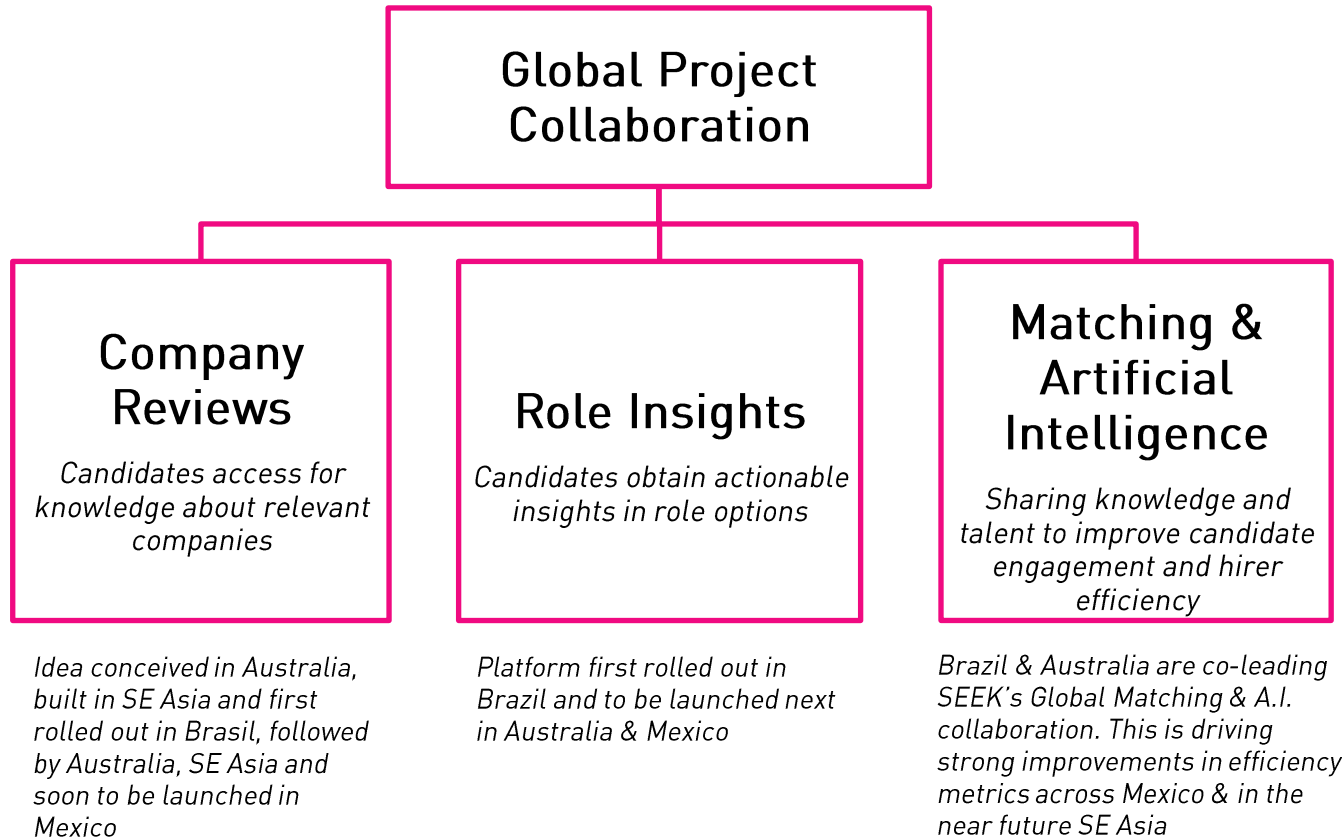 Global Project
Collaboration
Company
Reviews
Candidates access for
knowledge about relevant
companies
Role Insights
Candidates obtain actionable
insights in role options
Matching &
Artificial
Intelligence
Sharing knowledge and
talent to improve candidate
engagement and hirer
efficiency
Idea conceived in Australia,
built in SE Asia and first
rolled out in Brasil, followed
by Australia, SE Asia and
soon to be launched in
Mexico
Platform first rolled out in
Brazil and to be launched next
in Australia & Mexico
Brazil & Australia are co-leading
SEEK's Global Matching & A.I.
collaboration. This is driving
strong improvements in efficiency
metrics across Mexico & in the
near future SE Asia